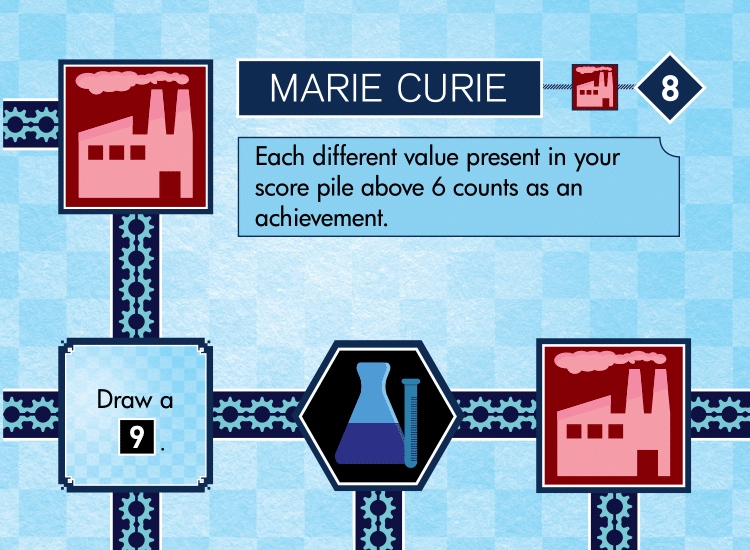 MARIE CURIE
8
Each different value present in your
score pile above 6 counts as an
achievement.
Draw a
9.